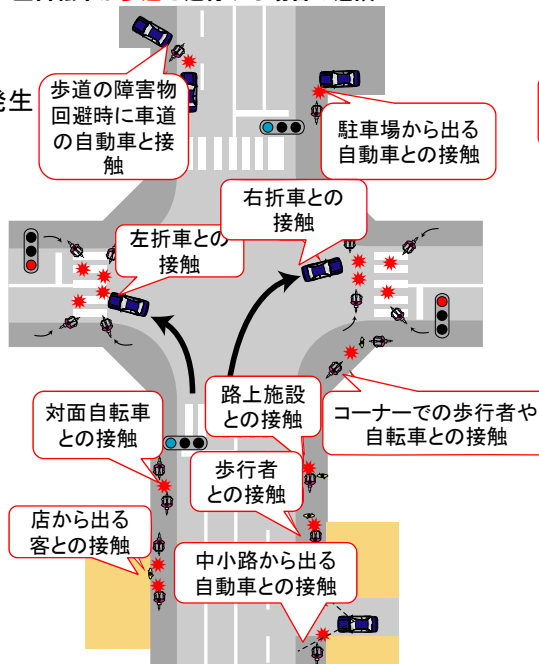 発生
歩道の障害物
回避時に車道
の自動車と接
触
駐車場から出る
自動車との接触
右折車との
接触
左折車との
接触
対面自転車
との接触
路上施設
との接触
コーナーでの歩行者や
自転車との接触
歩行者
との接触
店から出る
客との接触
中小路から出る
自動車との接触